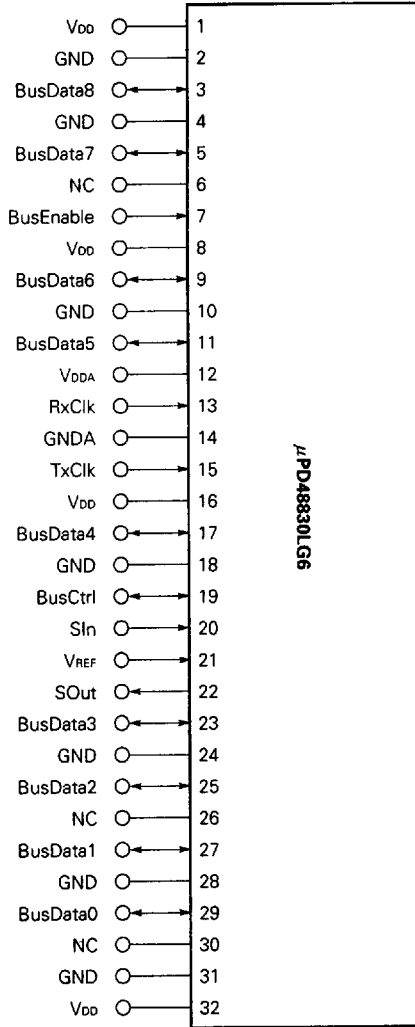 VDD 1
GND 2
BusData8 3
GND 4
BusData7 5
NC 6
BusEnable 7
VDD 8
BusData6 9
GND 10
BusData5 11
VDDA 12
RxClk 13
GNDA 14
TxClk 15
VDD 16
BusData4 17
GND 18
BusCtrl 19
SIn 20
VREF 21
SOut 22
BusData3 23
GND 24
BusData2 25
NC 26
BusData1 27
GND 28
BusData0 29
NC 30
GND 31
VDD 32
μPD48830LG6